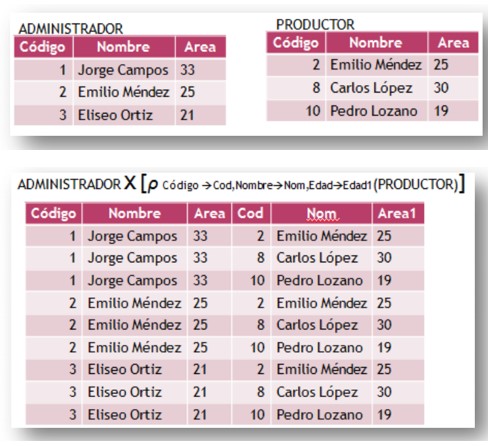 ADMINISTRADOR
Código Nombre Area
1 Jorge Campos 33
2 Emilio Méndez 25
3 Eliseo Ortiz 21
PRODUCTOR
Código Nombre Area
2 Emilio Méndez 25
8 Carlos López 30
10 Pedro Lozano 19
ADMINISTRADOR X [ρ Código →Cod,Nombre→Nom,Edad→Edad1(PRODUCTOR)]
Código Nombre Area Cod Nom Area1
1 Jorge Campos 33 2 Emilio Méndez 25
1 Jorge Campos 33 8 Carlos López 30
1 Jorge Campos 33 10 Pedro Lozano 19
2 Emilio Méndez 25 2 Emilio Méndez 25
2 Emilio Méndez 25 8 Carlos López 30
2 Emilio Méndez 25 10 Pedro Lozano 19
3 Eliseo Ortiz 21 2 Emilio Méndez 25
3 Eliseo Ortiz 21 8 Carlos López 30
3 Eliseo Ortiz 21 10 Pedro Lozano 19